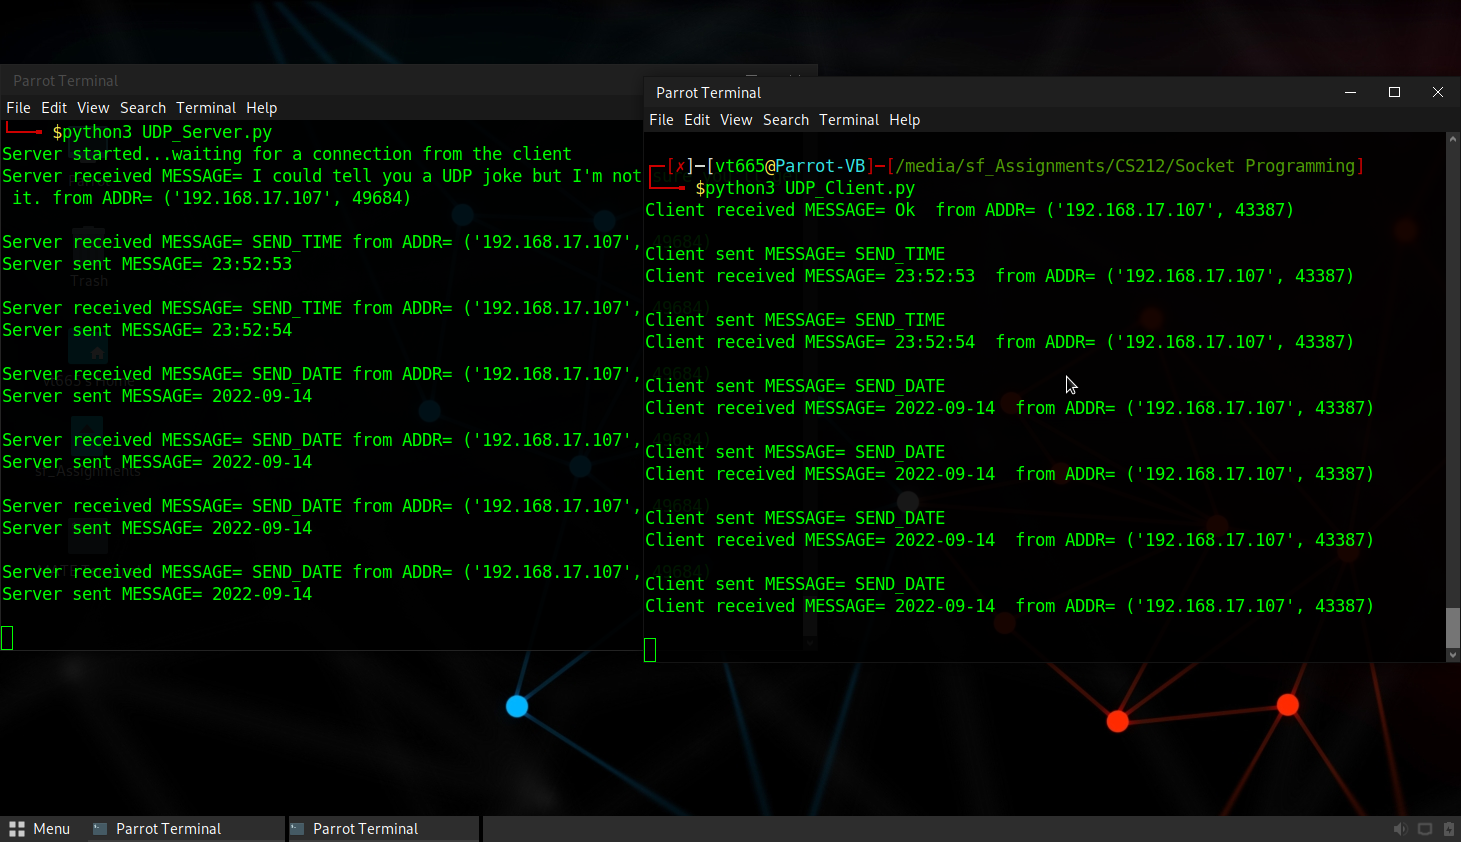 Parrot Terminal
File Edit View Search Terminal Help
$python3 UDP_Server.py
Server started...waiting for a connection from the client
Server received MESSAGE= I could tell you a UDP joke but I'm not
it. from ADDR= ('192.168.17.107', 49684)
Server received MESSAGE= SEND_TIME from ADDR= ('192.168.17.107', 49684)
Server sent MESSAGE= 23:52:53
Server received MESSAGE= SEND_TIME from ADDR= ('192.168.17.107', 49684)
Server sent MESSAGE= 23:52:54
Server received MESSAGE= SEND_DATE from ADDR= ('192.168.17.107', 49684)
Server sent MESSAGE= 2022-09-14
Server received MESSAGE= SEND_DATE from ADDR= ('192.168.17.107', 49684)
Server sent MESSAGE= 2022-09-14
Server received MESSAGE= SEND_DATE from ADDR= ('192.168.17.107', 49684)
Server sent MESSAGE= 2022-09-14
Server received MESSAGE= SEND_DATE from ADDR= ('192.168.17.107', 49684)
Server sent MESSAGE= 2022-09-14
Trash
sf_Assignments
Parrot Terminal
File Edit View Search Terminal Help
[✗]─[vt665@Parrot-VB]─[/media/sf_Assignments/CS212/Socket Programming]
$python3 UDP_Client.py
Client received MESSAGE= Ok  from ADDR= ('192.168.17.107', 43387)
Client sent MESSAGE= SEND_TIME
Client received MESSAGE= 23:52:53  from ADDR= ('192.168.17.107', 43387)
Client sent MESSAGE= SEND_TIME
Client received MESSAGE= 23:52:54  from ADDR= ('192.168.17.107', 43387)
Client sent MESSAGE= SEND_DATE
Client received MESSAGE= 2022-09-14  from ADDR= ('192.168.17.107', 43387)
Client sent MESSAGE= SEND_DATE
Client received MESSAGE= 2022-09-14  from ADDR= ('192.168.17.107', 43387)
Client sent MESSAGE= SEND_DATE
Client received MESSAGE= 2022-09-14  from ADDR= ('192.168.17.107', 43387)
Client sent MESSAGE= SEND_DATE
Client received MESSAGE= 2022-09-14  from ADDR= ('192.168.17.107', 43387)
Menu
Parrot Terminal
Parrot Terminal